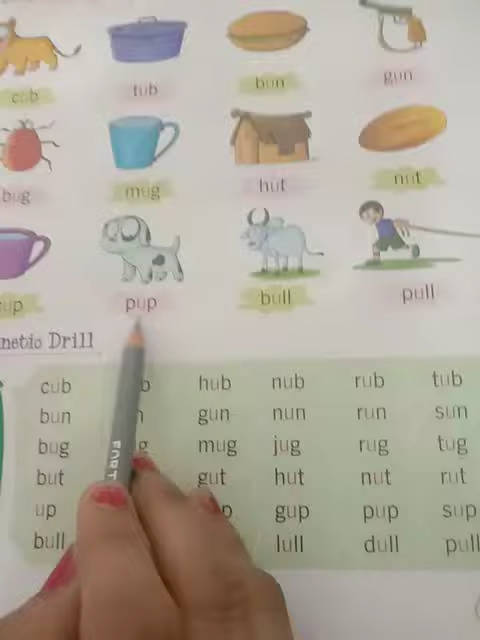 cub tub bun gun
bug mug hut nut
up pup bull pull
netic Drill
cub hub nub rub tub
bun gun nun run sun
bug mug jug rug tug
but gut hut nut rut
up gup pup sup
bull lull dull pull
FORT